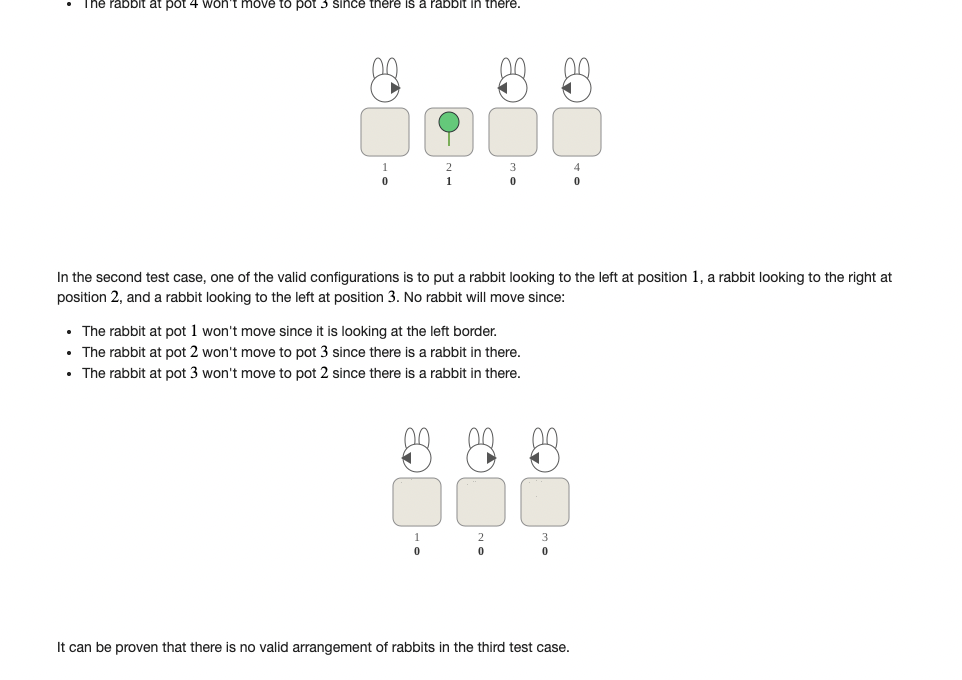 • The rabbit at pot 4 won't move to pot 3 since there is a rabbit in there.
1 2 3 4
0 1 0 0
In the second test case, one of the valid configurations is to put a rabbit looking to the left at position 1, a rabbit looking to the right at
position 2, and a rabbit looking to the left at position 3. No rabbit will move since:
• The rabbit at pot 1 won't move since it is looking at the left border.
• The rabbit at pot 2 won't move to pot 3 since there is a rabbit in there.
• The rabbit at pot 3 won't move to pot 2 since there is a rabbit in there.
1 2 3
0 0 0
It can be proven that there is no valid arrangement of rabbits in the third test case.